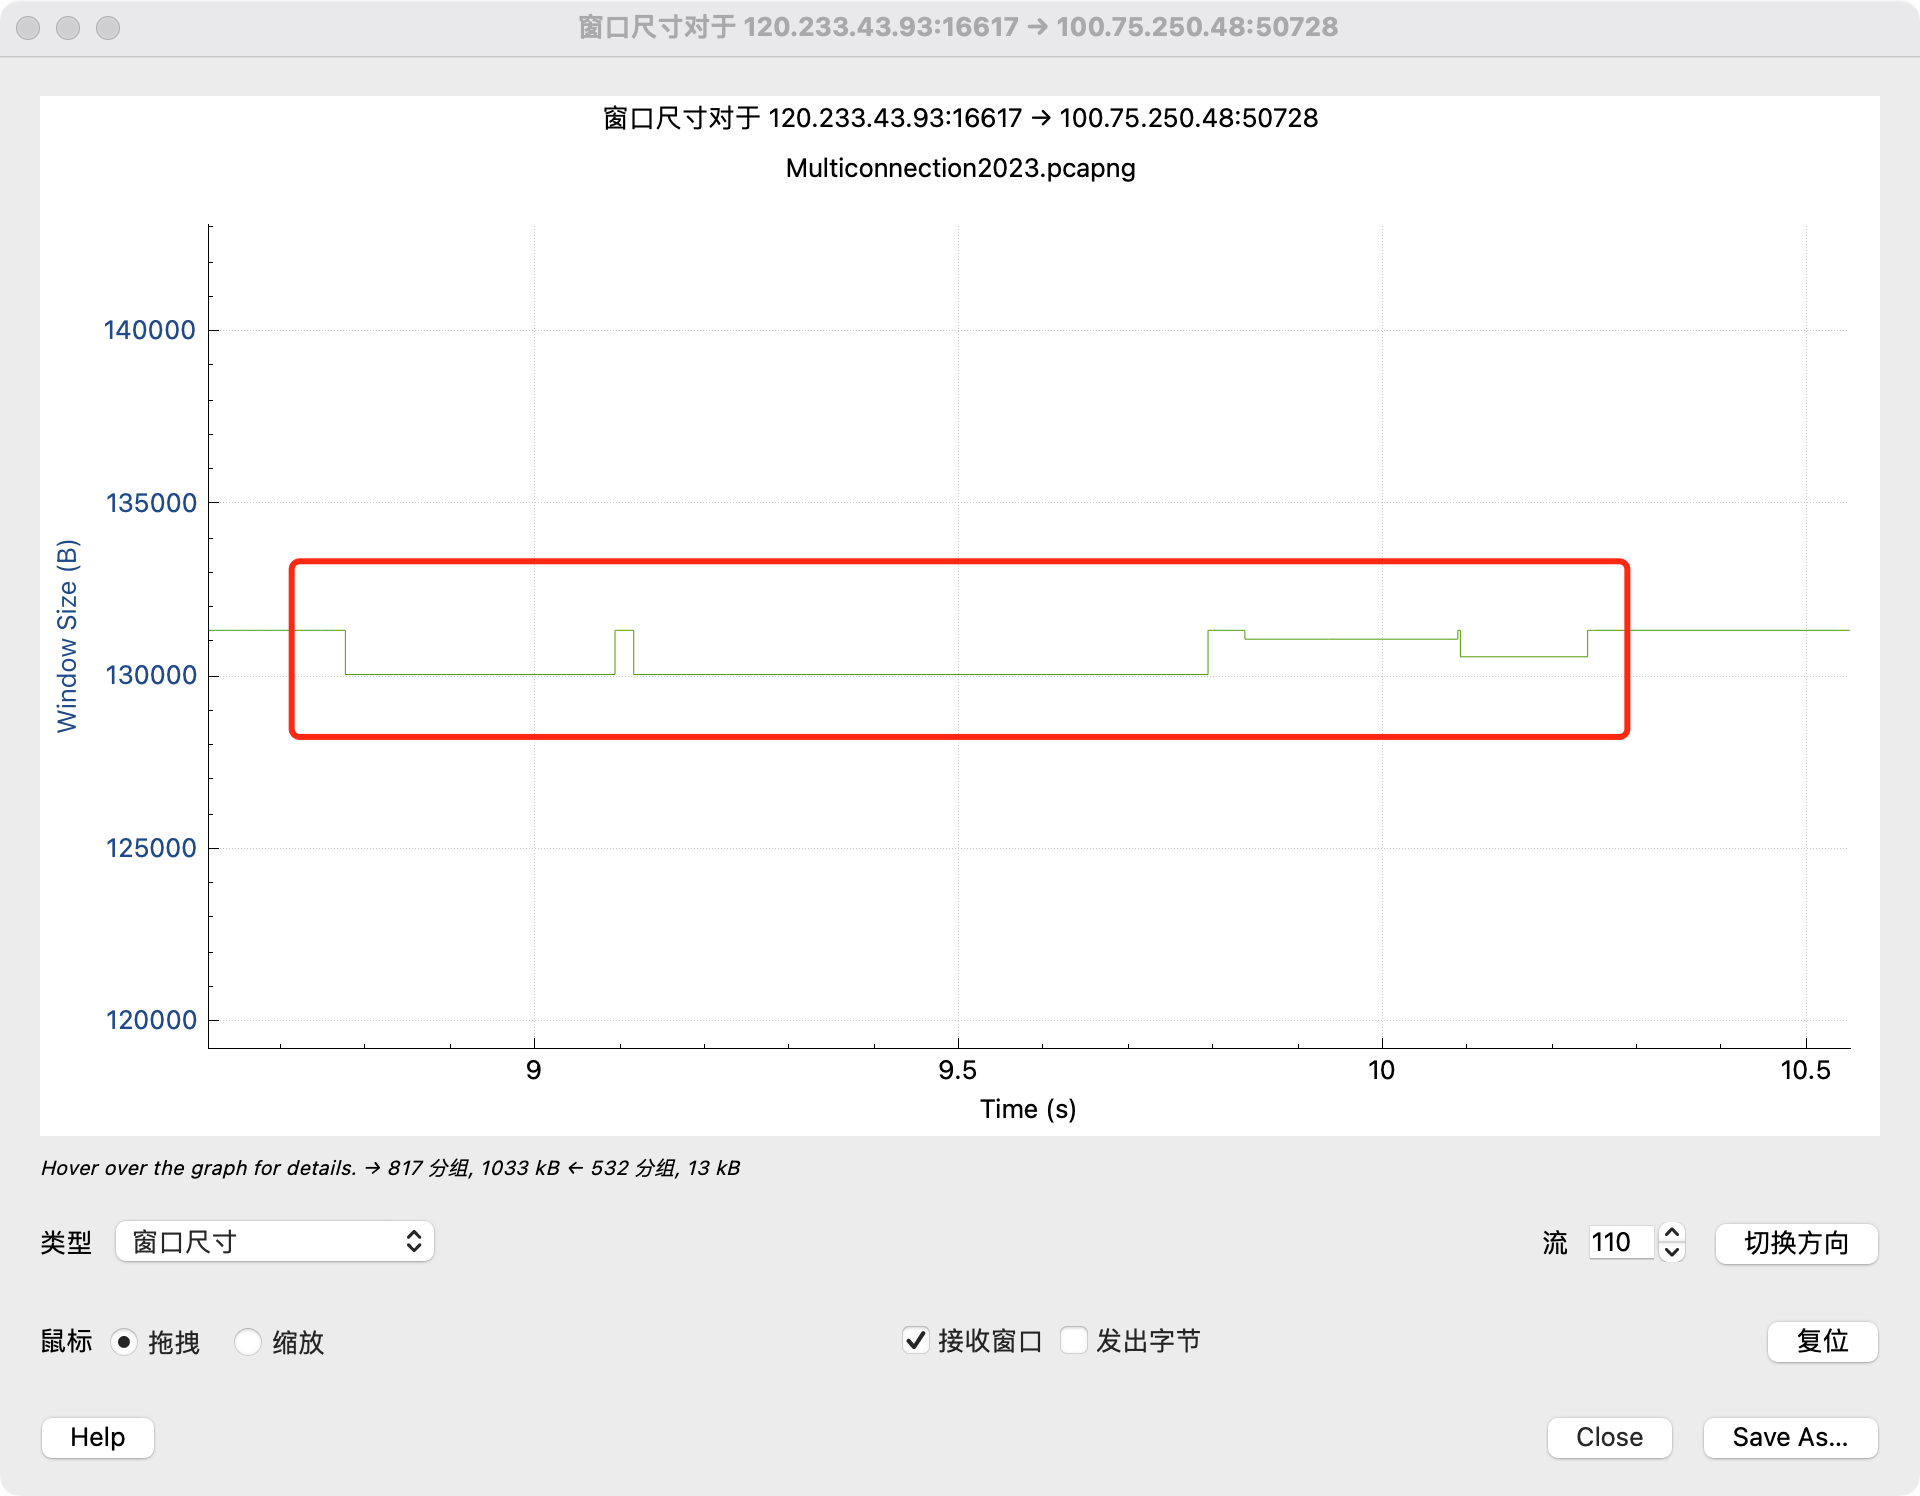 窗口尺寸对于 120.233.43.93:16617 → 100.75.250.48:50728
窗口尺寸对于 120.233.43.93:16617 → 100.75.250.48:50728
Multiconnection2023.pcapng
140000
135000
130000
125000
120000
Window Size (B)
9 9.5 10 10.5
Time (s)
Hover over the graph for details. → 817 分组, 1033 kB ← 532 分组, 13 kB
类型 窗口尺寸 流 110 切换方向
鼠标 拖拽 缩放 接收窗口 发出字节 复位
Help Close Save As...